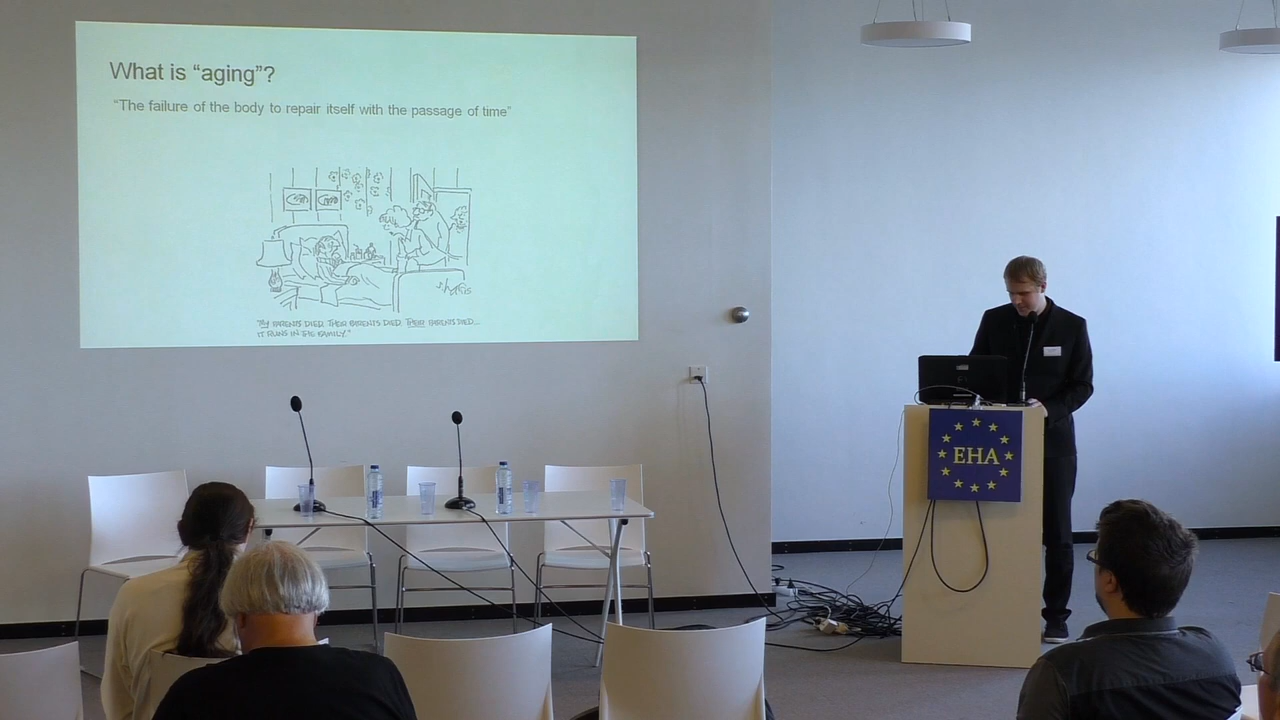 What is “aging”?
“The failure of the body to repair itself with the passage of time”
"MY PARENTS DIED. THEIR PARENTS DIED. THEIR PARENTS DIED...
IT RUNS IN THE FAMILY."
EHA